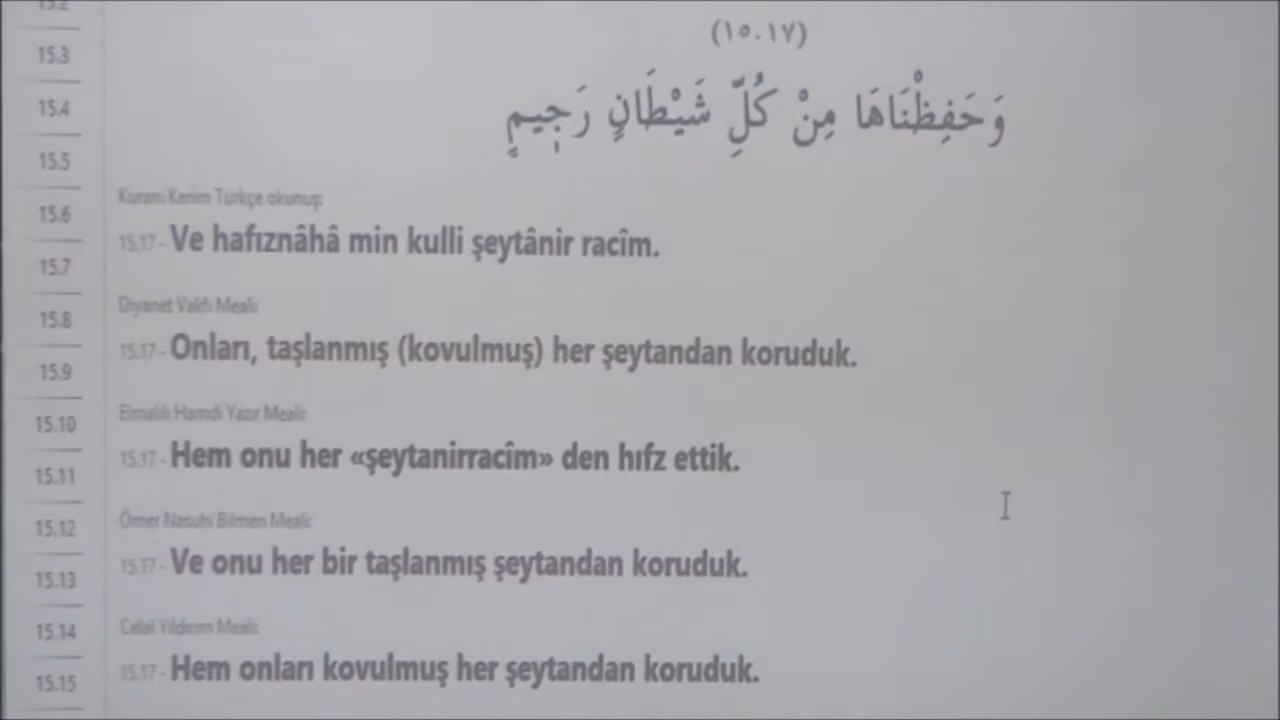 15.2
15.3
15.4
15.5
15.6
15.7
15.8
15.9
15.10
15.11
15.12
15.13
15.14
15.15
(١٥.١٧)
وَحَفِظْنَاهَا مِنْ كُلِّ شَيْطَانٍ رَج۪يمٍ
Kuranı Kerim Türkçe okunuş:
15.17 - Ve hafıznâhâ min kulli şeytânir racîm.
Diyanet Vakfı Meali:
15.17 - Onları, taşlanmış (kovulmuş) her şeytandan koruduk.
Elmalılı Hamdi Yazır Meali:
15.17 - Hem onu her «şeytanirracîm» den hıfz ettik.
Ömer Nasuhi Bilmen Meali:
15.17 - Ve onu her bir taşlanmış şeytandan koruduk.
Celal Yıldırım Meali:
15.17 - Hem onları kovulmuş her şeytandan koruduk.